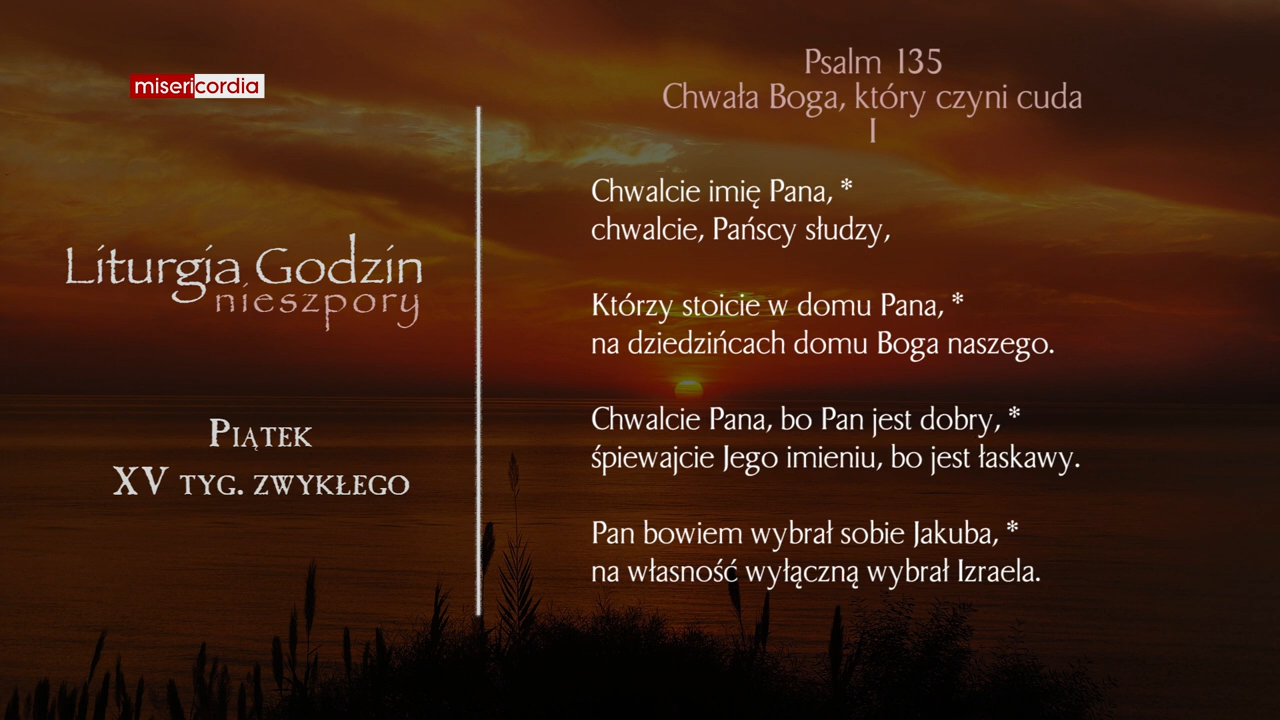 misericordia
Liturgia Godzin
nieszpory
Piątek
XV tyg. zwykłego
Psalm 135
Chwała Boga, który czyni cuda
I
Chwalcie imię Pana, *
chwalcie, Pańscy słudzy,
Którzy stoicie w domu Pana, *
na dziedzińcach domu Boga naszego.
Chwalcie Pana, bo Pan jest dobry, *
śpiewajcie Jego imieniu, bo jest łaskawy.
Pan bowiem wybrał sobie Jakuba, *
na własność wyłączną wybrał Izraela.